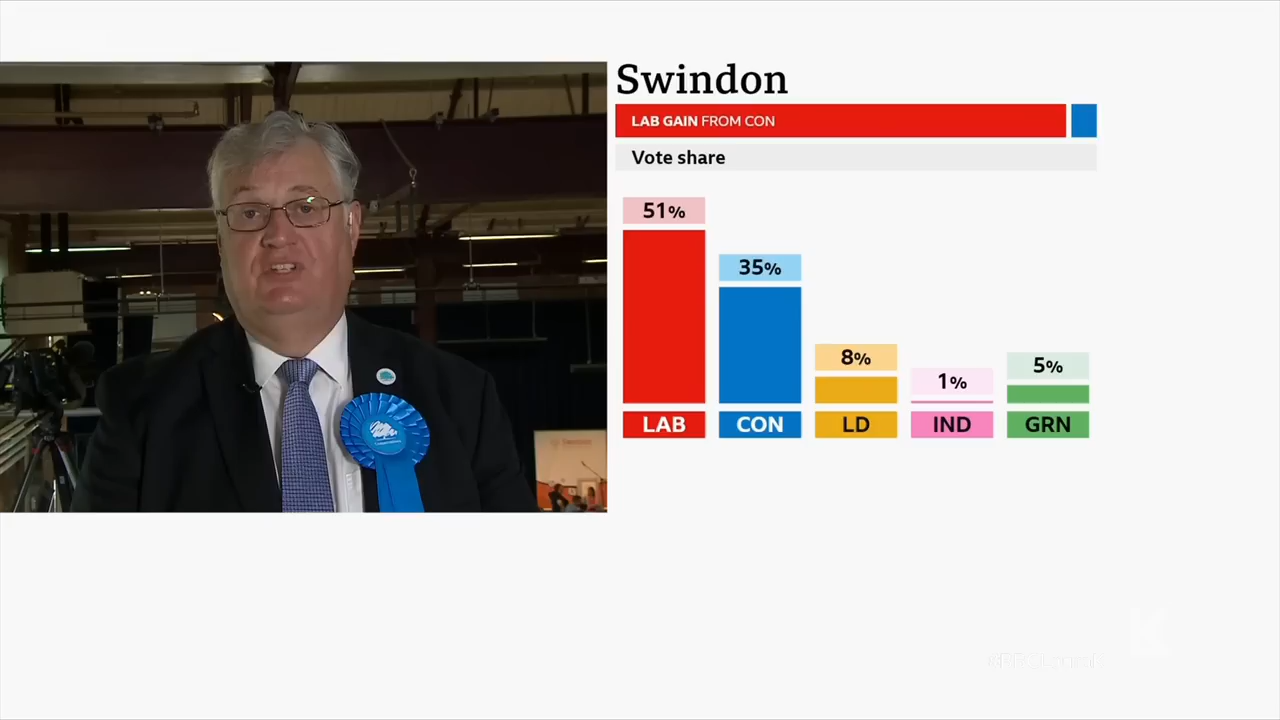 Swindon
LAB GAIN FROM CON
Vote share
51%
35%
8%
1%
5%
LAB
CON
LD
IND
GRN